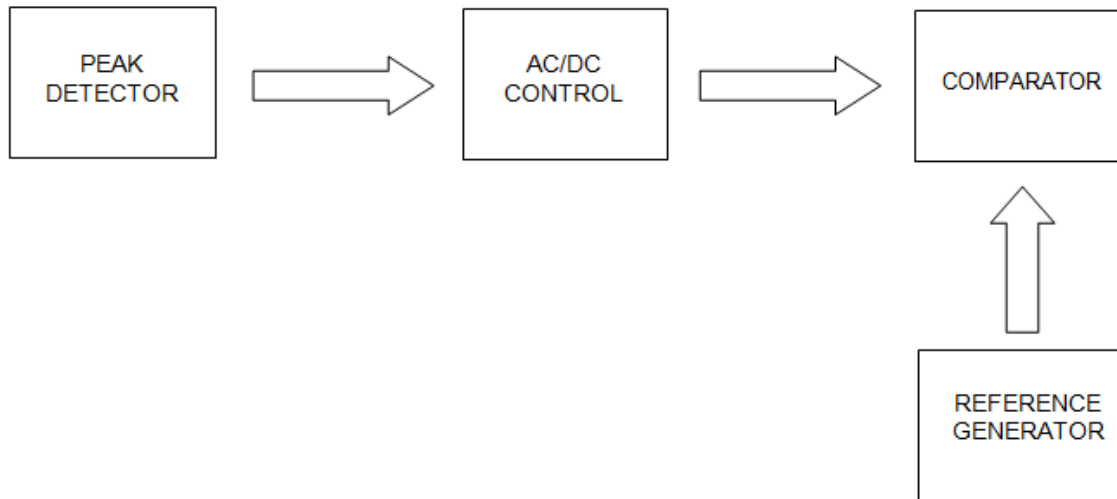 PEAK
DETECTOR
AC/DC
CONTROL
COMPARATOR
REFERENCE
GENERATOR